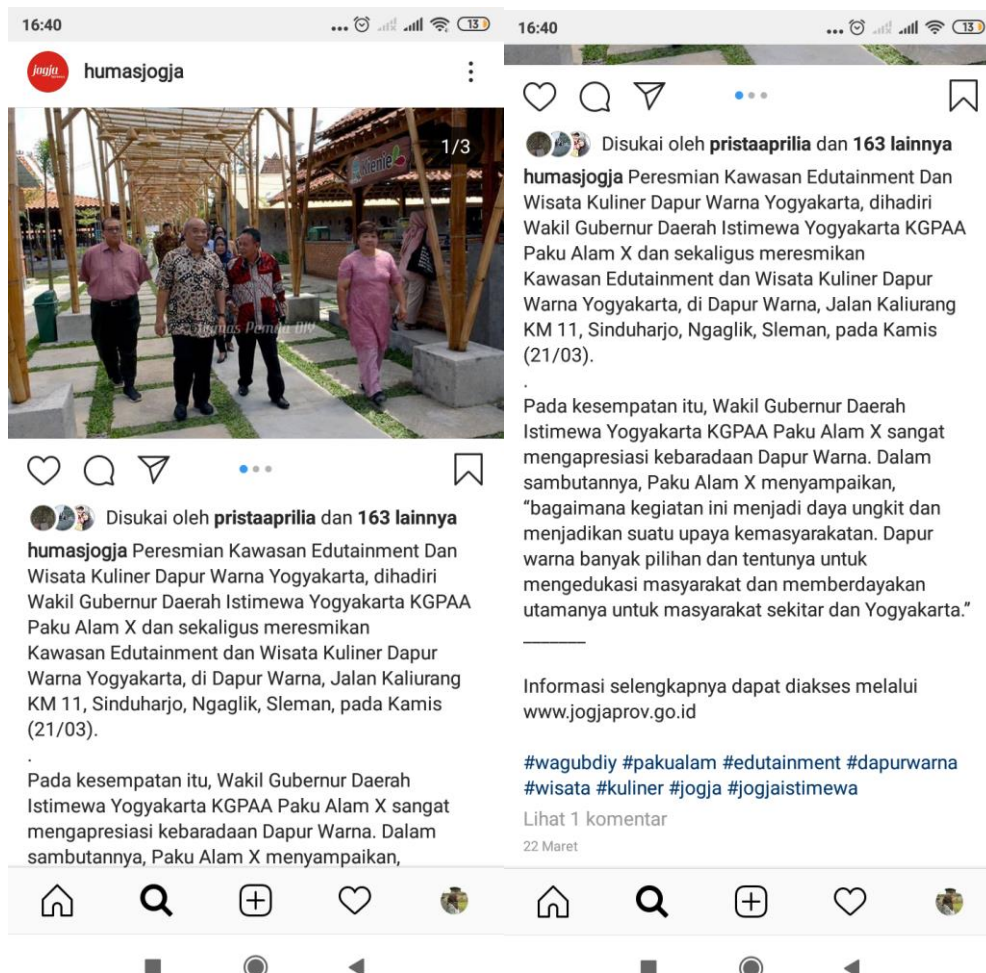 16:40
13
jogja
humasjogja
1/3
Kienie
Humas Pemda DIY
Disukai oleh pristaaprilia dan 163 lainnya
humasjogja Peresmian Kawasan Edutainment Dan
Wisata Kuliner Dapur Warna Yogyakarta, dihadiri
Wakil Gubernur Daerah Istimewa Yogyakarta KGPAA
Paku Alam X dan sekaligus meresmikan
Kawasan Edutainment dan Wisata Kuliner Dapur
Warna Yogyakarta, di Dapur Warna, Jalan Kaliurang
KM 11, Sinduharjo, Ngaglik, Sleman, pada Kamis
(21/03).
.
Pada kesempatan itu, Wakil Gubernur Daerah
Istimewa Yogyakarta KGPAA Paku Alam X sangat
mengapresiasi kebaradaan Dapur Warna. Dalam
sambutannya, Paku Alam X menyampaikan,
16:40
13
Disukai oleh pristaaprilia dan 163 lainnya
humasjogja Peresmian Kawasan Edutainment Dan
Wisata Kuliner Dapur Warna Yogyakarta, dihadiri
Wakil Gubernur Daerah Istimewa Yogyakarta KGPAA
Paku Alam X dan sekaligus meresmikan
Kawasan Edutainment dan Wisata Kuliner Dapur
Warna Yogyakarta, di Dapur Warna, Jalan Kaliurang
KM 11, Sinduharjo, Ngaglik, Sleman, pada Kamis
(21/03).
.
Pada kesempatan itu, Wakil Gubernur Daerah
Istimewa Yogyakarta KGPAA Paku Alam X sangat
mengapresiasi kebaradaan Dapur Warna. Dalam
sambutannya, Paku Alam X menyampaikan,
“bagaimana kegiatan ini menjadi daya ungkit dan
menjadikan suatu upaya kemasyarakatan. Dapur
warna banyak pilihan dan tentunya untuk
mengedukasi masyarakat dan memberdayakan
utamanya untuk masyarakat sekitar dan Yogyakarta.”
_______
Informasi selengkapnya dapat diakses melalui
www.jogjaprov.go.id
#wagubdiy #pakualam #edutainment #dapurwarna
#wisata #kuliner #jogja #jogjaistimewa
Lihat 1 komentar
22 Maret